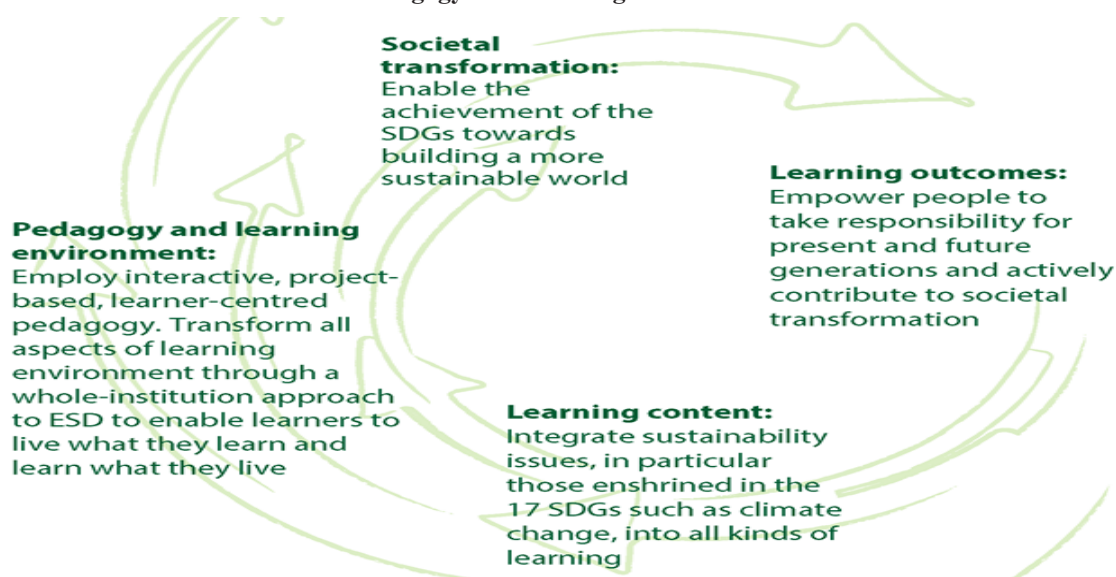 Societal
transformation:
Enable the
achievement of the
SDGs towards
building a more
sustainable world
Learning outcomes:
Empower people to
take responsibility for
present and future
generations and actively
contribute to societal
transformation
Pedagogy and learning
environment:
Employ interactive, project-
based, learner-centred
pedagogy. Transform all
aspects of learning
environment through a
whole-institution approach
to ESD to enable learners to
live what they learn and
learn what they live
Learning content:
Integrate sustainability
issues, in particular
those enshrined in the
17 SDGs such as climate
change, into all kinds of
learning